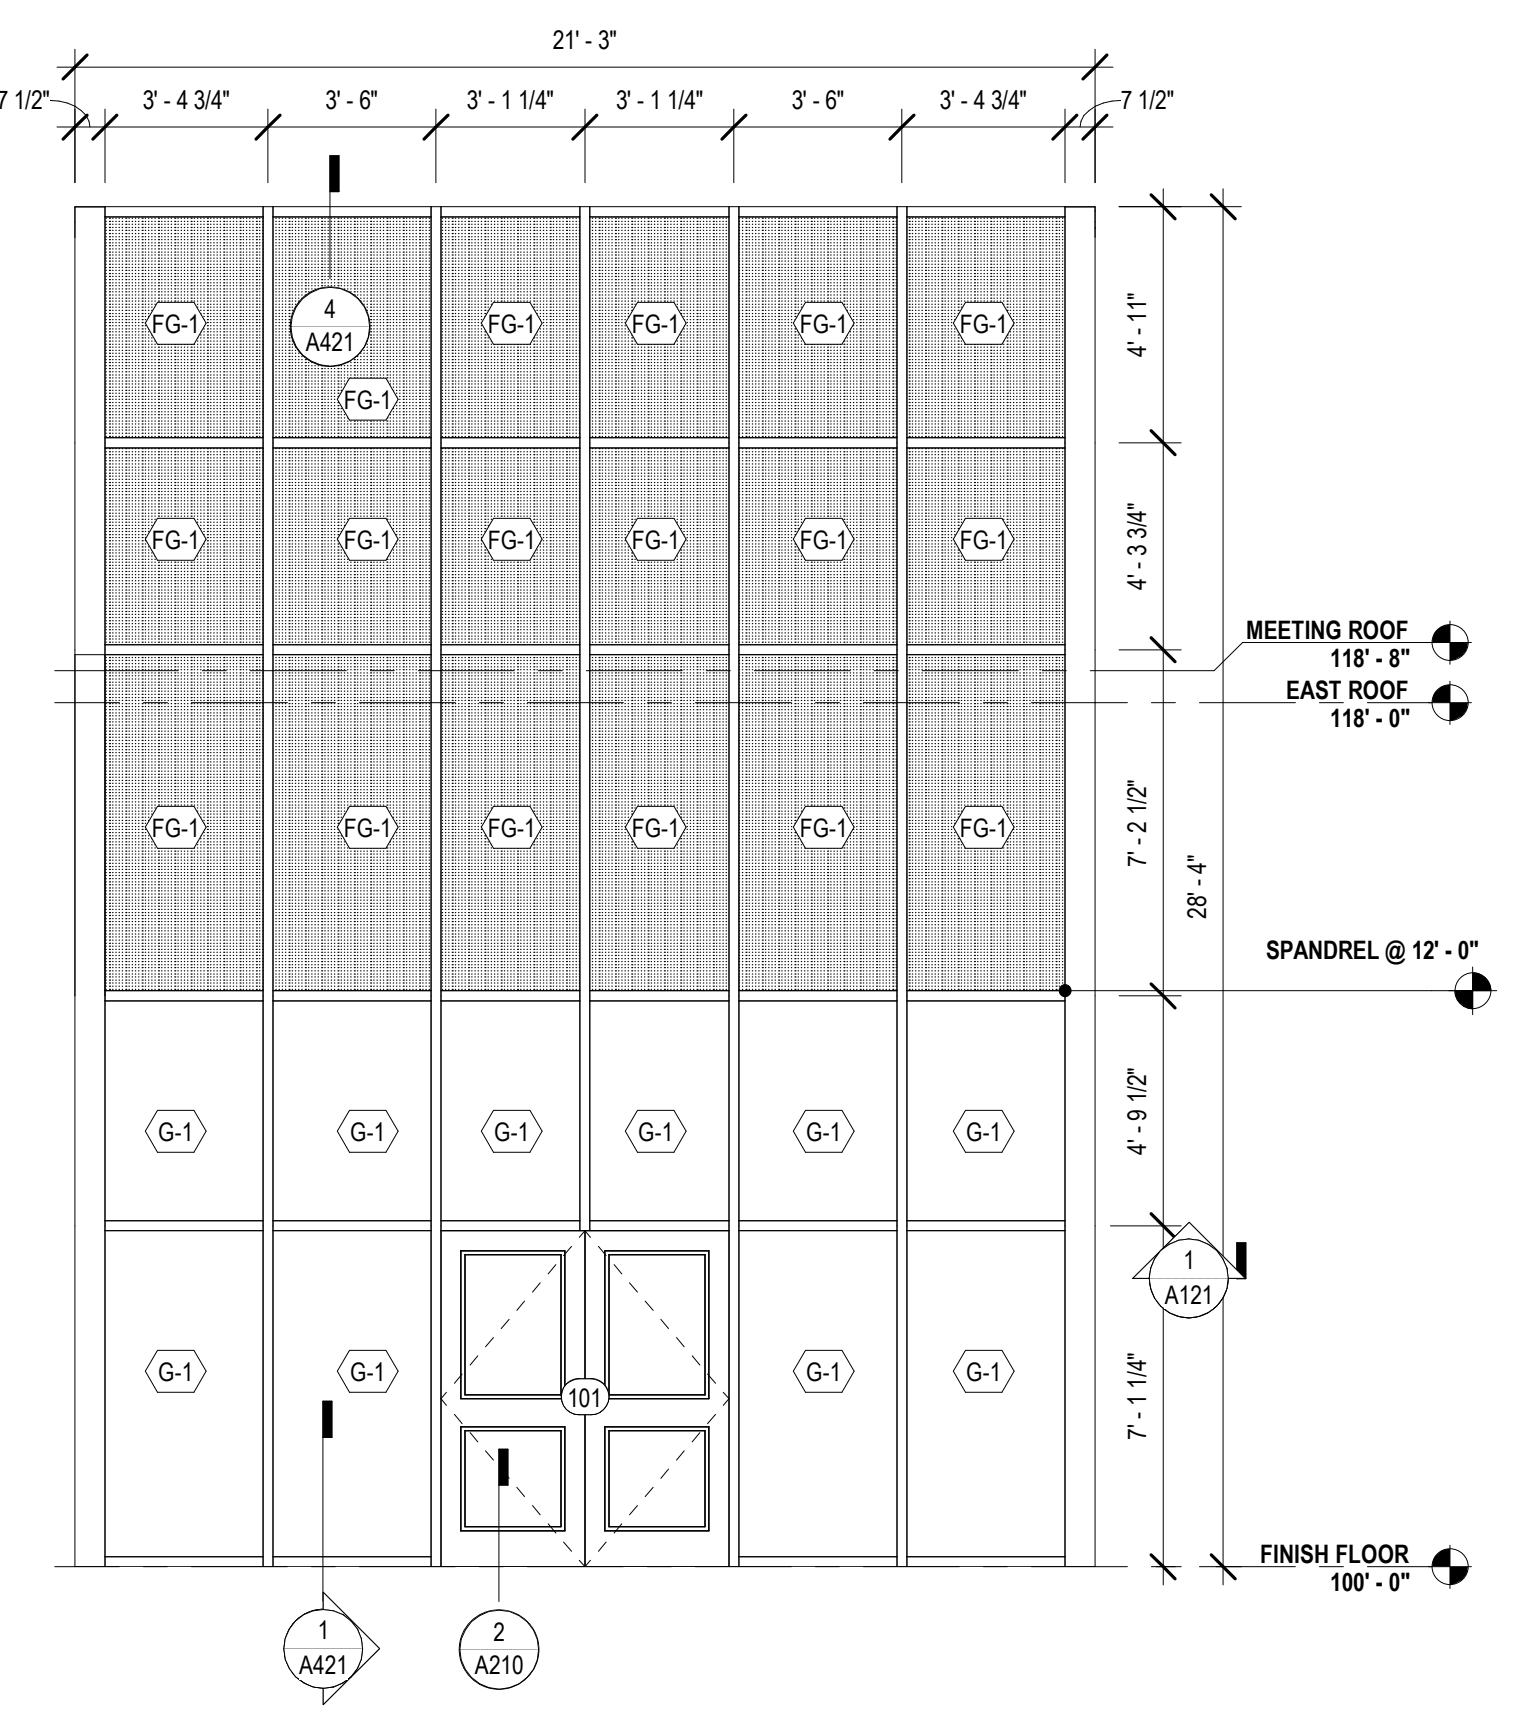 21' - 3"
7 1/2" 3' - 4 3/4" 3' - 6" 3' - 1 1/4" 3' - 1 1/4" 3' - 6" 3' - 4 3/4" 7 1/2"
4
A421
FG-1 FG-1 FG-1 FG-1 FG-1
FG-1
4' - 11"
FG-1 FG-1 FG-1 FG-1 FG-1 FG-1
4' - 3 3/4"
MEETING ROOF
118' - 8"
EAST ROOF
118' - 0"
FG-1 FG-1 FG-1 FG-1 FG-1 FG-1
7' - 2 1/2"
28' - 4"
SPANDREL @ 12' - 0"
G-1 G-1 G-1 G-1 G-1 G-1
4' - 9 1/2"
1
A121
G-1 G-1 G-1 G-1
101
7' - 1 1/4"
FINISH FLOOR
100' - 0"
1
A421
2
A210